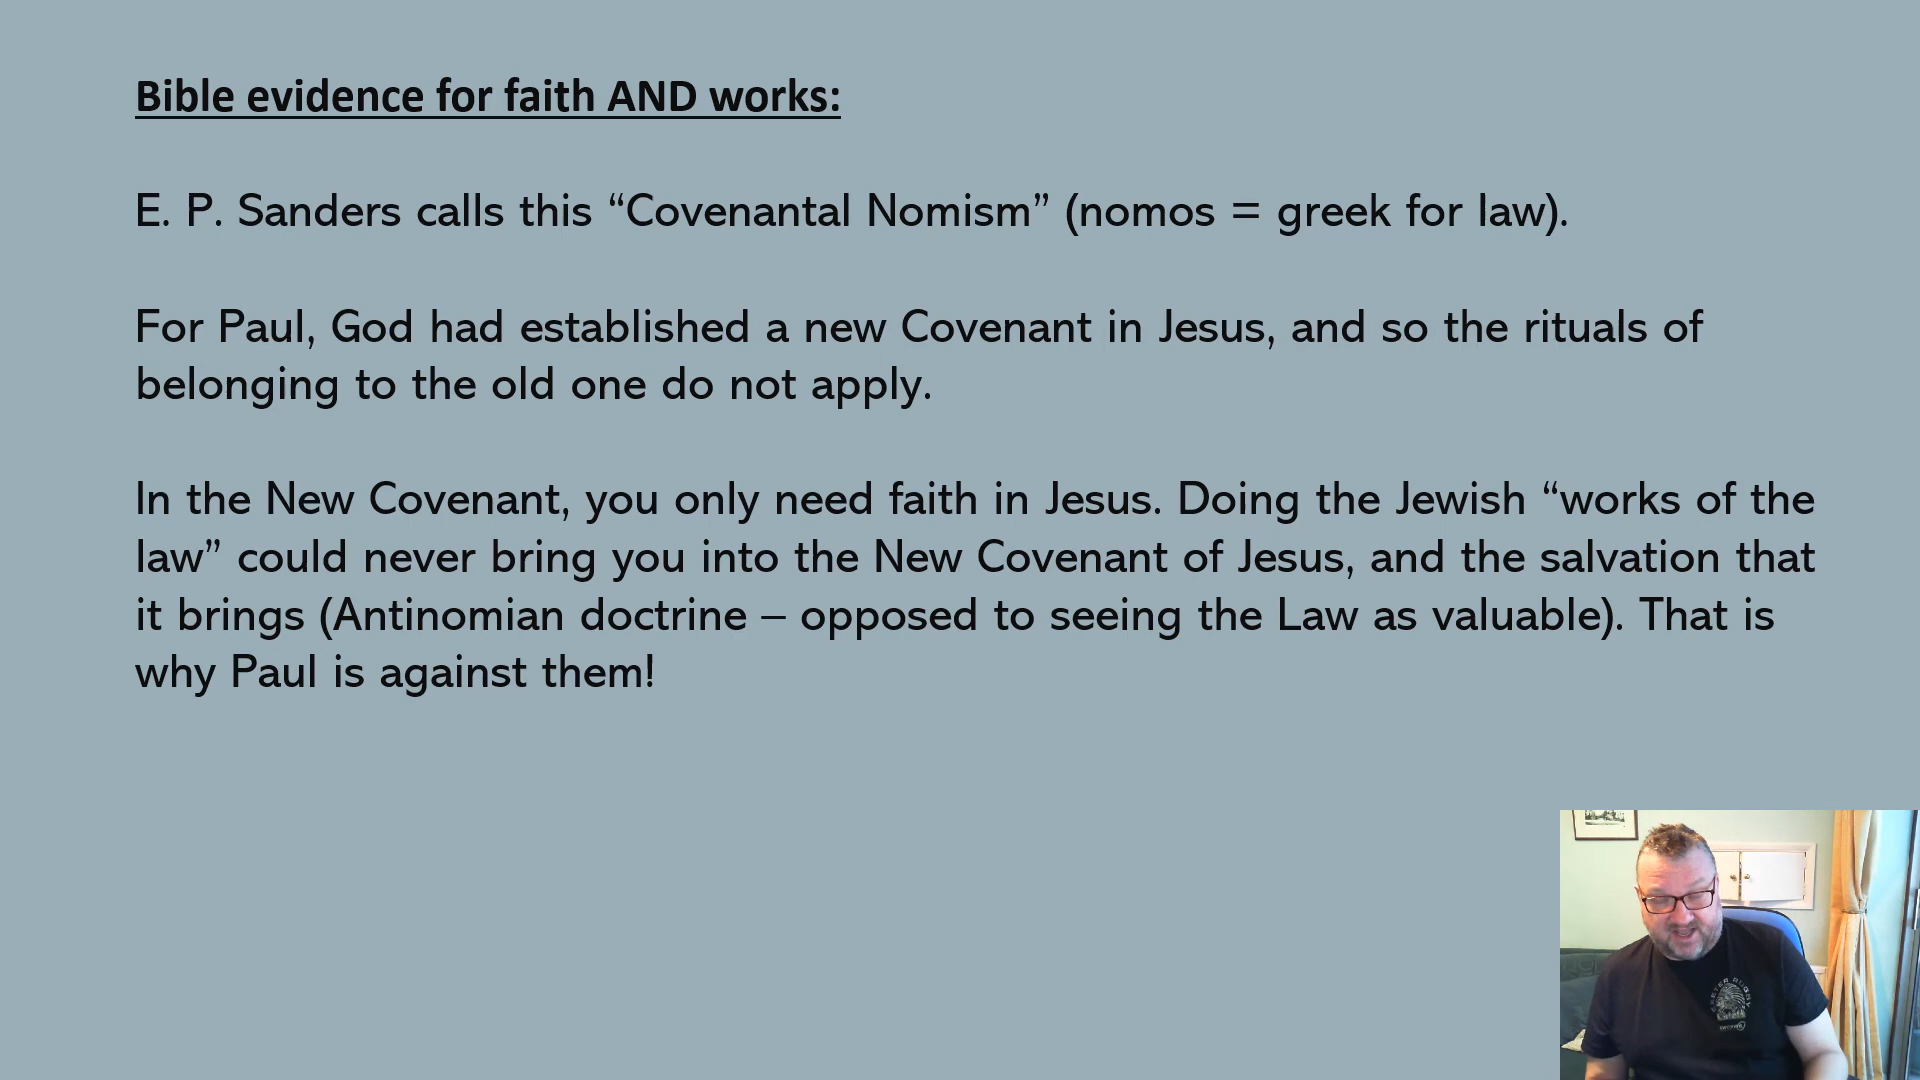 Bible evidence for faith AND works:
E. P. Sanders calls this “Covenantal Nomism” (nomos = greek for law).
For Paul, God had established a new Covenant in Jesus, and so the rituals of
belonging to the old one do not apply.
In the New Covenant, you only need faith in Jesus. Doing the Jewish “works of the
law” could never bring you into the New Covenant of Jesus, and the salvation that
it brings (Antinomian doctrine – opposed to seeing the Law as valuable). That is
why Paul is against them!
EXETER RUGBY